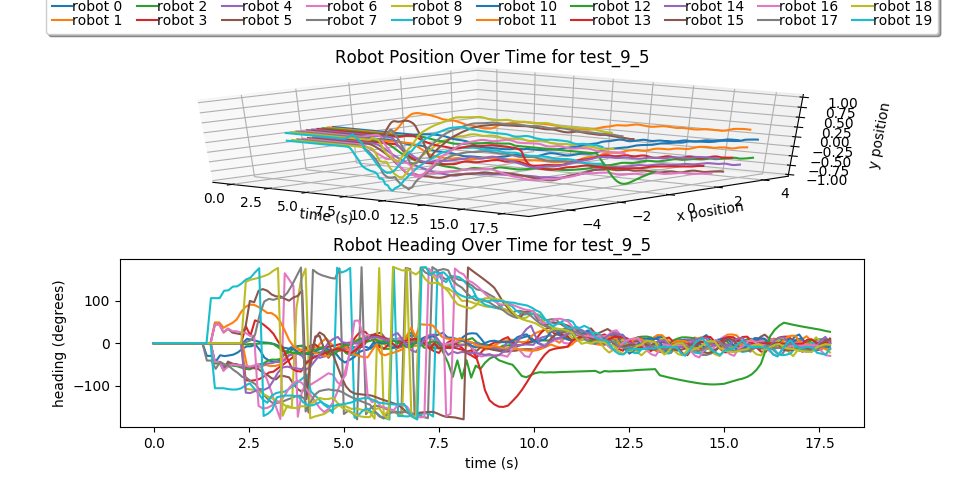 robot 0 robot 2 robot 4 robot 6 robot 8 robot 10 robot 12 robot 14 robot 16 robot 18
robot 1 robot 3 robot 5 robot 7 robot 9 robot 11 robot 13 robot 15 robot 17 robot 19
Robot Position Over Time for test_9_5
1.00
0.75
0.50
0.25
0.00
−0.25
−0.50
−0.75
−1.00
y position
0.0 2.5 5.0 7.5 10.0 12.5 15.0 17.5
time (s)
−4 −2 0 2 4
x position
Robot Heading Over Time for test_9_5
100
0
−100
heading (degrees)
0.0 2.5 5.0 7.5 10.0 12.5 15.0 17.5
time (s)